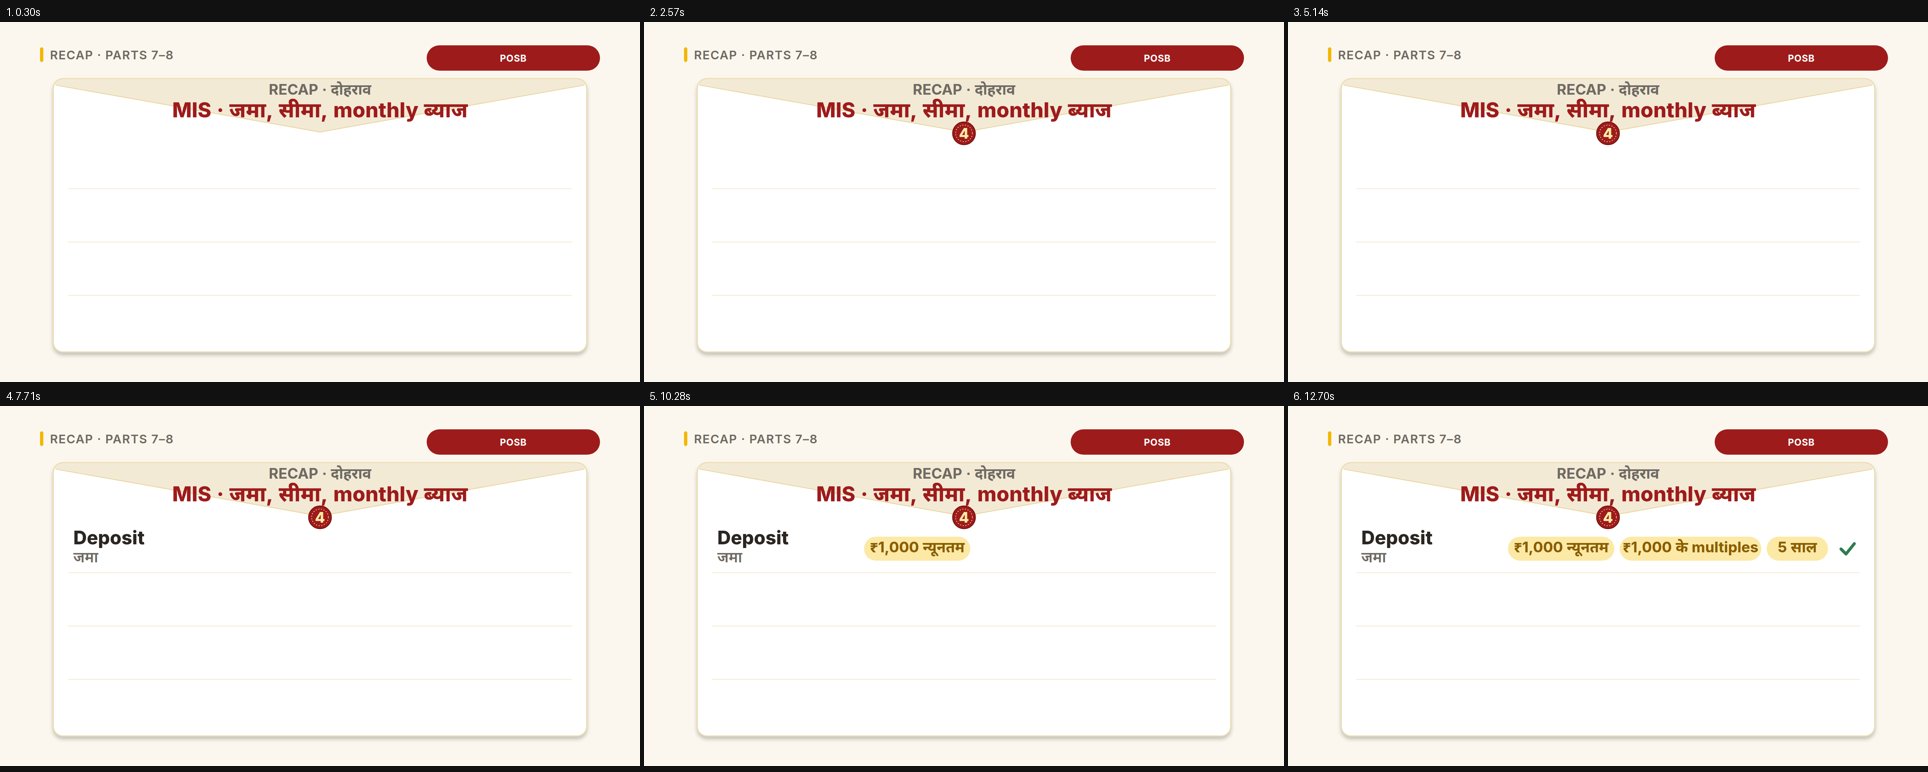 1. 0.30s
RECAP · PARTS 7–8
POSB
RECAP · दोहराव
MIS · जमा, सीमा, monthly ब्याज
2. 2.57s
RECAP · PARTS 7–8
POSB
RECAP · दोहराव
MIS · जमा, सीमा, monthly ब्याज
4
3. 5.14s
RECAP · PARTS 7–8
POSB
RECAP · दोहराव
MIS · जमा, सीमा, monthly ब्याज
4
4. 7.71s
RECAP · PARTS 7–8
POSB
RECAP · दोहराव
MIS · जमा, सीमा, monthly ब्याज
4
Deposit
जमा
5. 10.28s
RECAP · PARTS 7–8
POSB
RECAP · दोहराव
MIS · जमा, सीमा, monthly ब्याज
4
Deposit
जमा
₹1,000 न्यूनतम
6. 12.70s
RECAP · PARTS 7–8
POSB
RECAP · दोहराव
MIS · जमा, सीमा, monthly ब्याज
4
Deposit
जमा
₹1,000 न्यूनतम ₹1,000 के multiples 5 साल